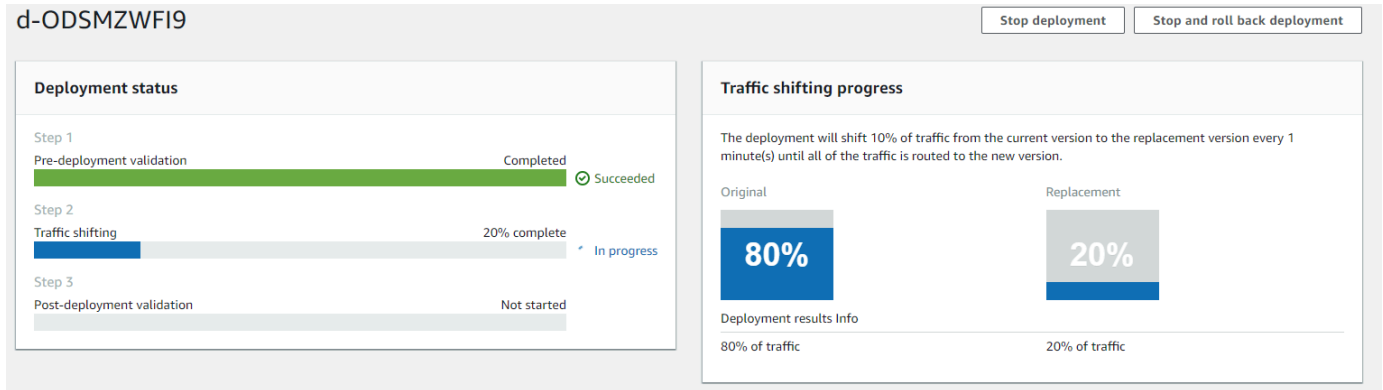 d-ODSMZWFI9
Stop deployment
Stop and roll back deployment
Deployment status
Step 1
Pre-deployment validation
Completed
Succeeded
Step 2
Traffic shifting
20% complete
In progress
Step 3
Post-deployment validation
Not started
Traffic shifting progress
The deployment will shift 10% of traffic from the current version to the replacement version every 1
minute(s) until all of the traffic is routed to the new version.
Original
Replacement
80%
20%
Deployment results Info
80% of traffic
20% of traffic